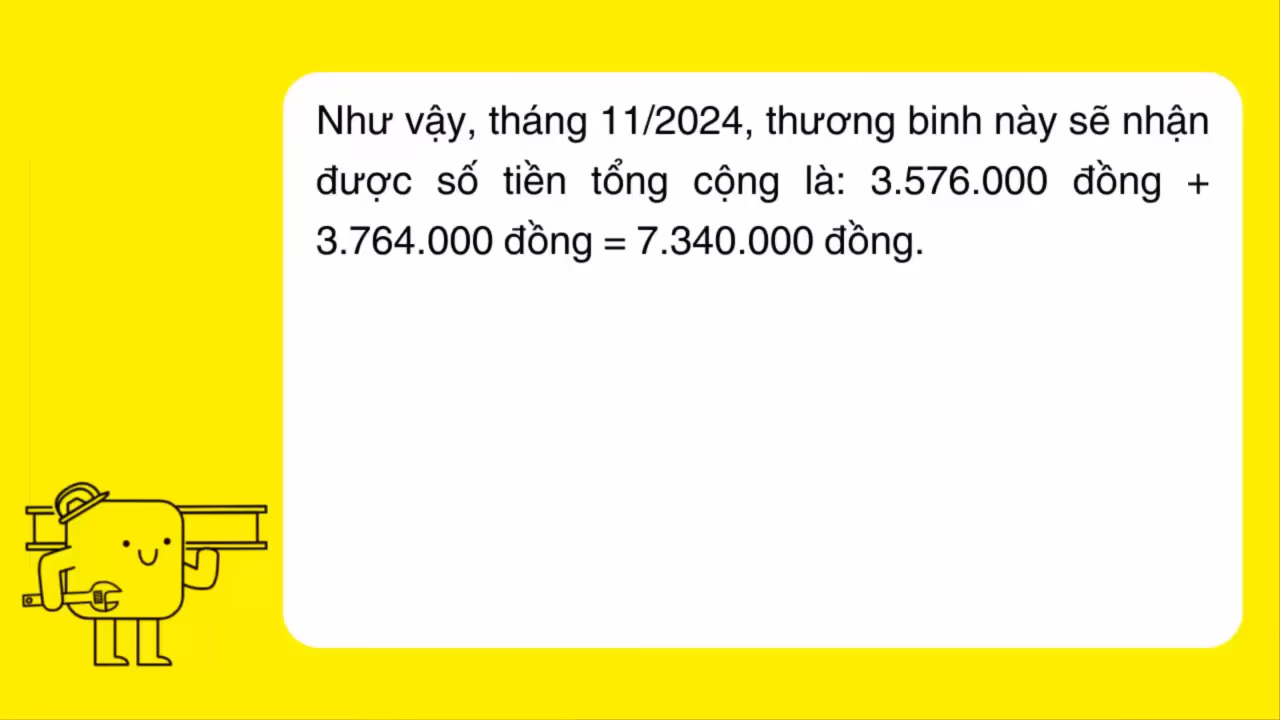 Như vậy, tháng 11/2024, thương binh này sẽ nhận
được số tiền tổng cộng là: 3.576.000 đồng +
3.764.000 đồng = 7.340.000 đồng.